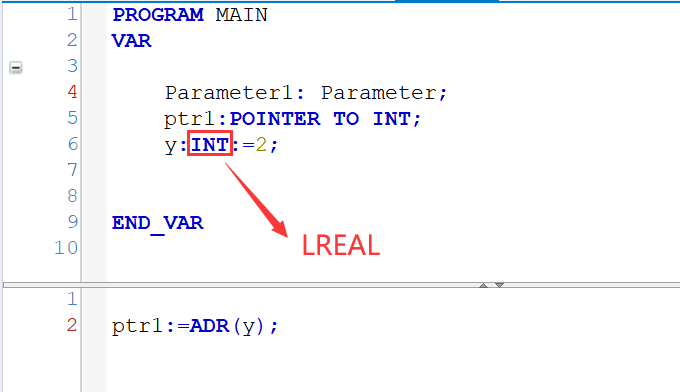 1 PROGRAM MAIN
2 VAR
3
4 Parameter1: Parameter;
5 ptr1:POINTER TO INT;
6 y:INT:=2;
7
8
9 END_VAR
10
LREAL
1
2 ptr1:=ADR(y);